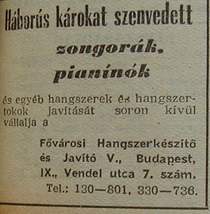 Háborús károkat szenvedett
zongorák,
pianínók
és egyéb hangszerek és hangszer-
tokok javítását soron kívül
vállalja a
Fővárosi Hangszerkészítő
és Javító V., Budapest,
IX., Vendel utca 7. szám.
Tel.: 130—801, 330—736.